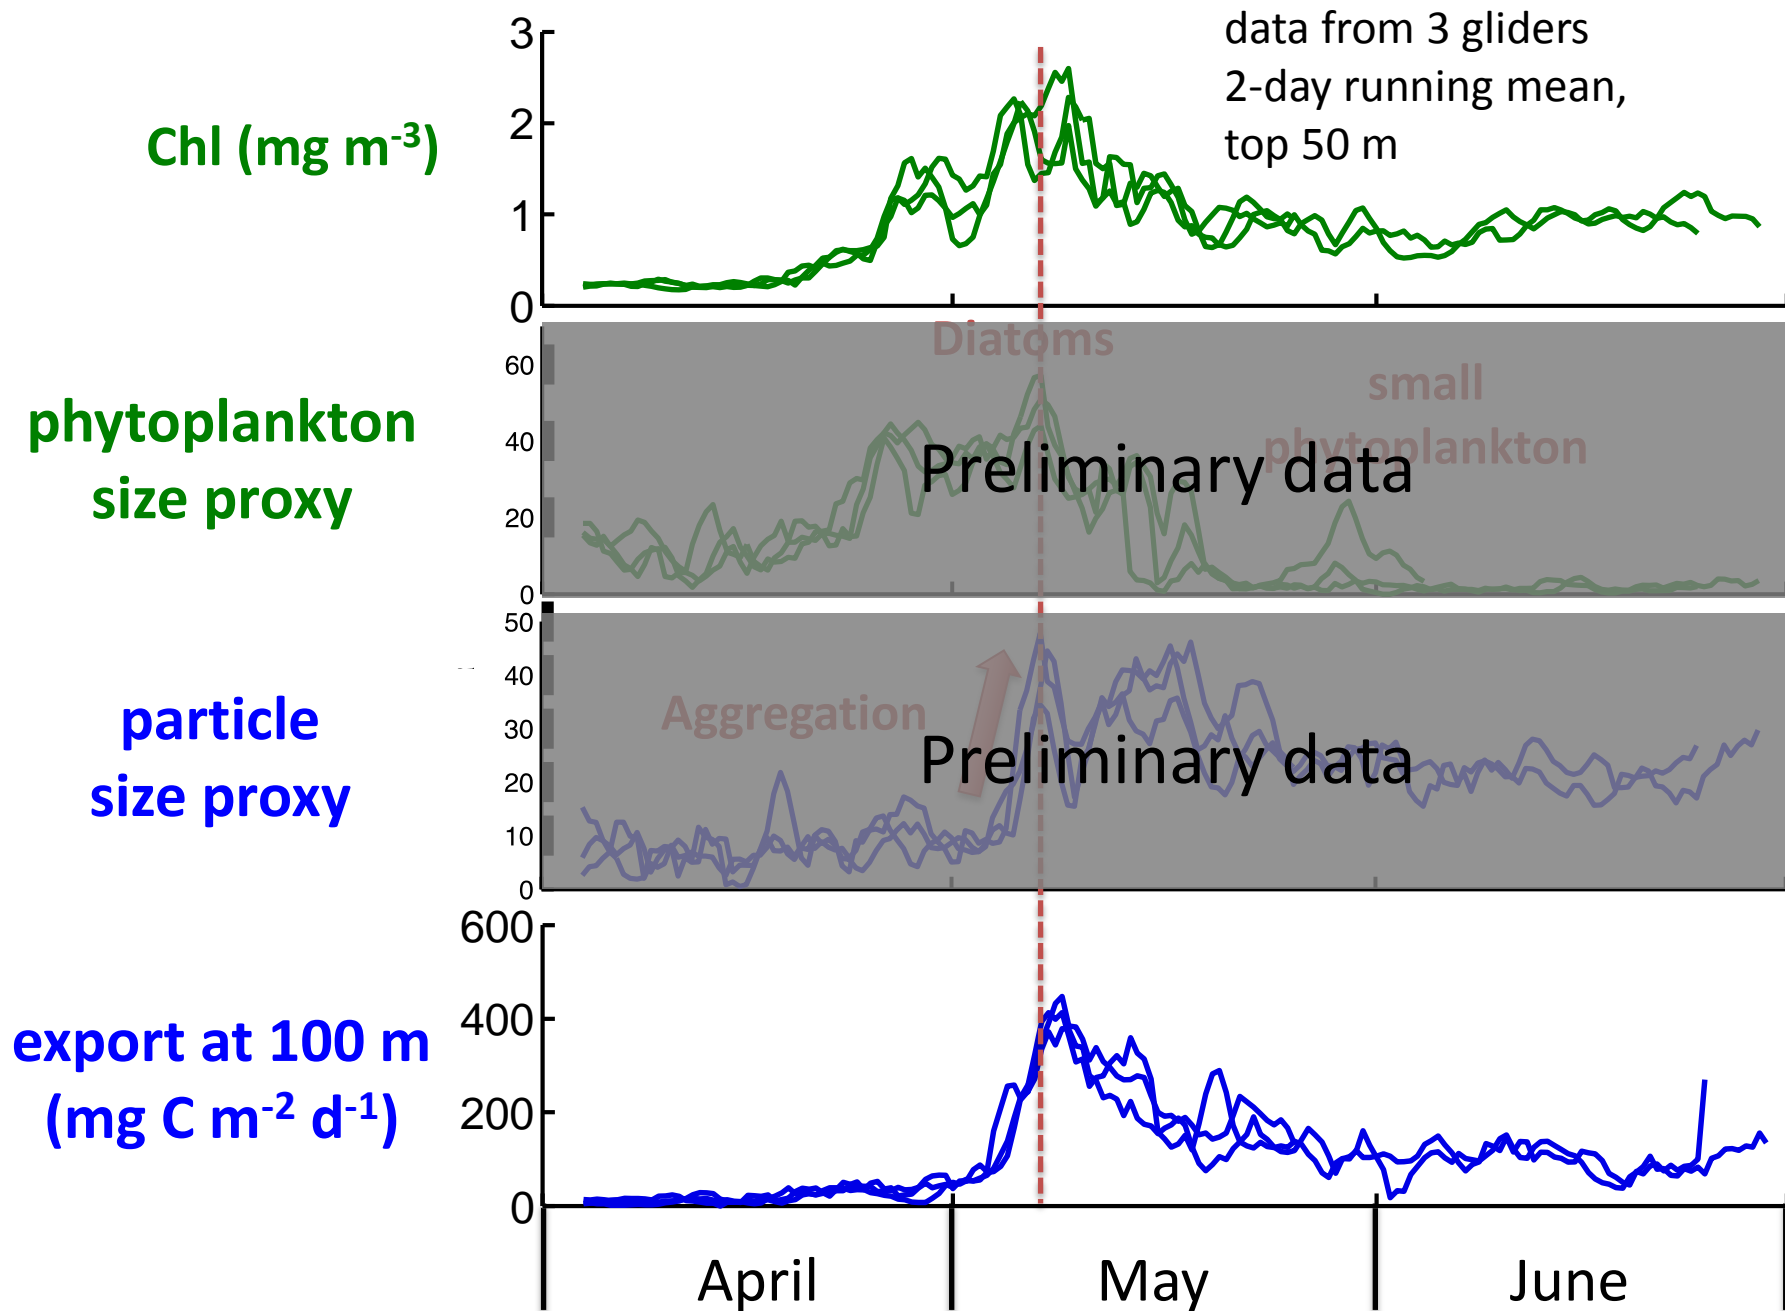 data from 3 gliders
2-day running mean,
top 50 m
Chl (mg m-3)
3
2
1
0
phytoplankton
size proxy
60
40
20
0
Diatoms
small
phytoplankton
Preliminary data
particle
size proxy
50
40
30
20
10
0
Aggregation
Preliminary data
export at 100 m
(mg C m-2 d-1)
600
400
200
0
April May June